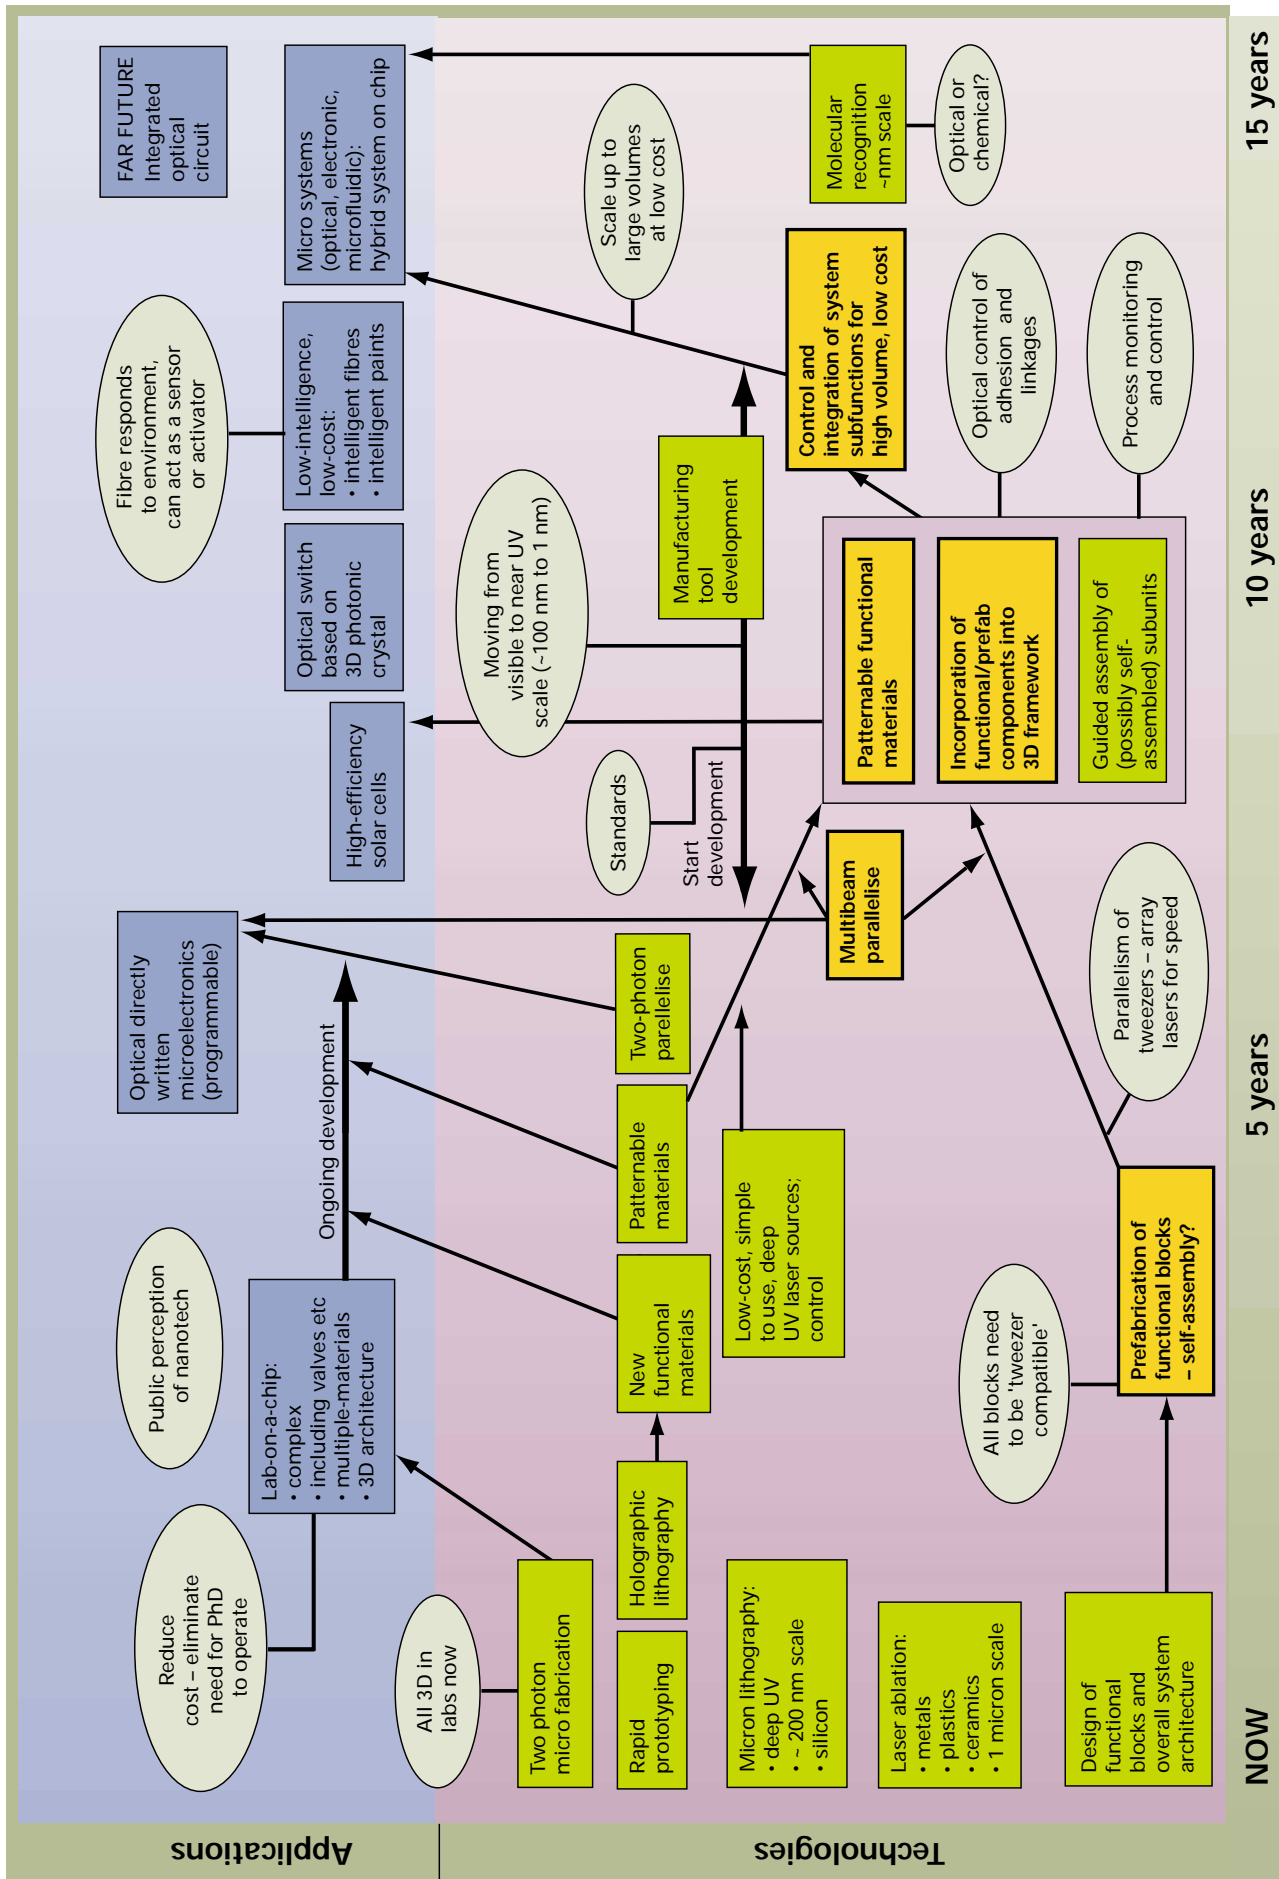 Applications
Reduce
cost – eliminate
need for PhD
to operate
Public perception
of nanotech
Lab-on-a-chip:
• complex
• including valves etc
• multiple-materials
• 3D architecture
Ongoing development
Optical directly
written
microelectronics
(programmable)
High-efficiency
solar cells
Optical switch
based on
3D photonic
crystal
Fibre responds
to environment,
can act as a sensor
or activator
Low-intelligence,
low-cost:
• intelligent fibres
• intelligent paints
FAR FUTURE
Integrated
optical
circuit
Micro systems
(optical, electronic,
microfluidic):
hybrid system on chip
Technologies
All 3D in
labs now
Two photon
micro fabrication
Rapid
prototyping
Holographic
lithography
New
functional
materials
Patternable
materials
Two-photon
parellelise
Micron lithography:
• deep UV
• ~ 200 nm scale
• silicon
Low-cost, simple
to use, deep
UV laser sources;
control
Laser ablation:
• metals
• plastics
• ceramics
• 1 micron scale
Design of
functional
blocks and
overall system
architecture
All blocks need
to be 'tweezer
compatible'
Prefabrication of
functional blocks
– self-assembly?
Parallelism of
tweezers – array
lasers for speed
Multibeam
parallelise
Standards
Start
development
Moving from
visible to near UV
scale (~100 nm to 1 nm)
Manufacturing
tool
development
Patternable functional
materials
Incorporation of
functional/prefab
components into
3D framework
Guided assembly of
(possibly self-
assembled) subunits
Control and
integration of system
subfunctions for
high volume, low cost
Optical control of
adhesion and
linkages
Process monitoring
and control
Scale up to
large volumes
at low cost
Molecular
recognition
~nm scale
Optical or
chemical?
NOW
5 years
10 years
15 years